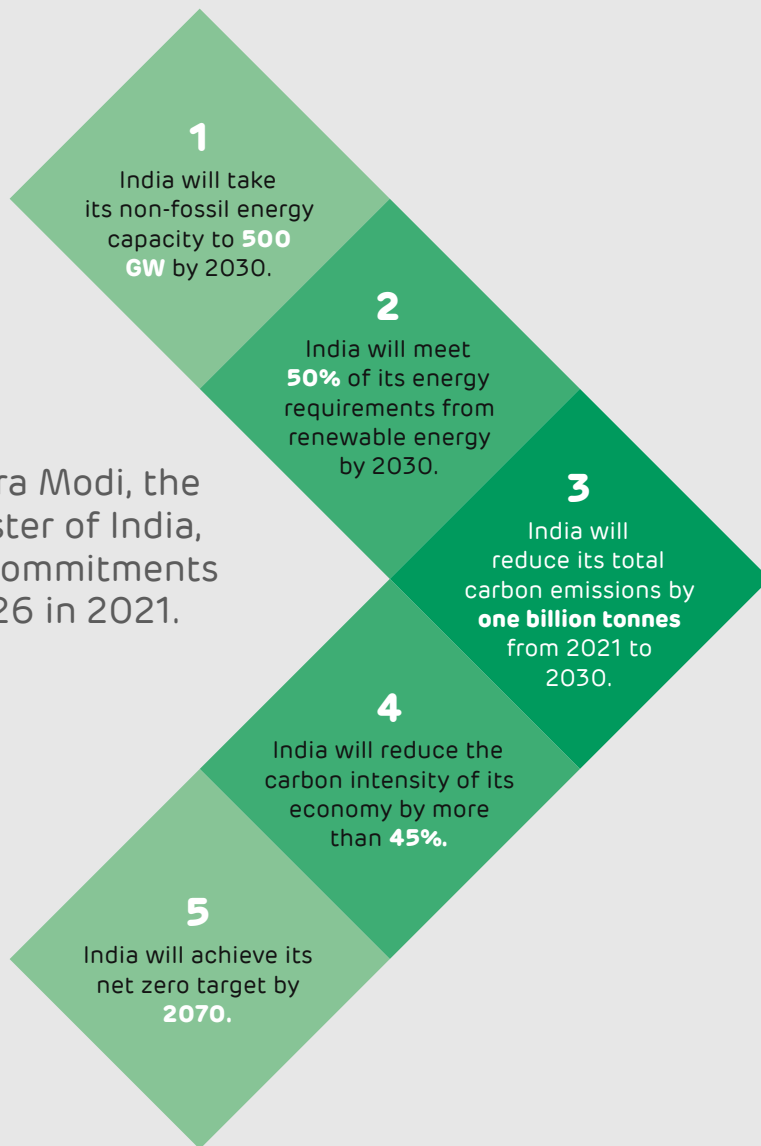 1
India will take
its non-fossil energy
capacity to 500
GW by 2030.
2
India will meet
50% of its energy
requirements from
renewable energy
by 2030.
ra Modi, the
ster of India,
ommitments
26 in 2021.
3
India will
reduce its total
carbon emissions by
one billion tonnes
from 2021 to
2030.
4
India will reduce the
carbon intensity of its
economy by more
than 45%.
5
India will achieve its
net zero target by
2070.